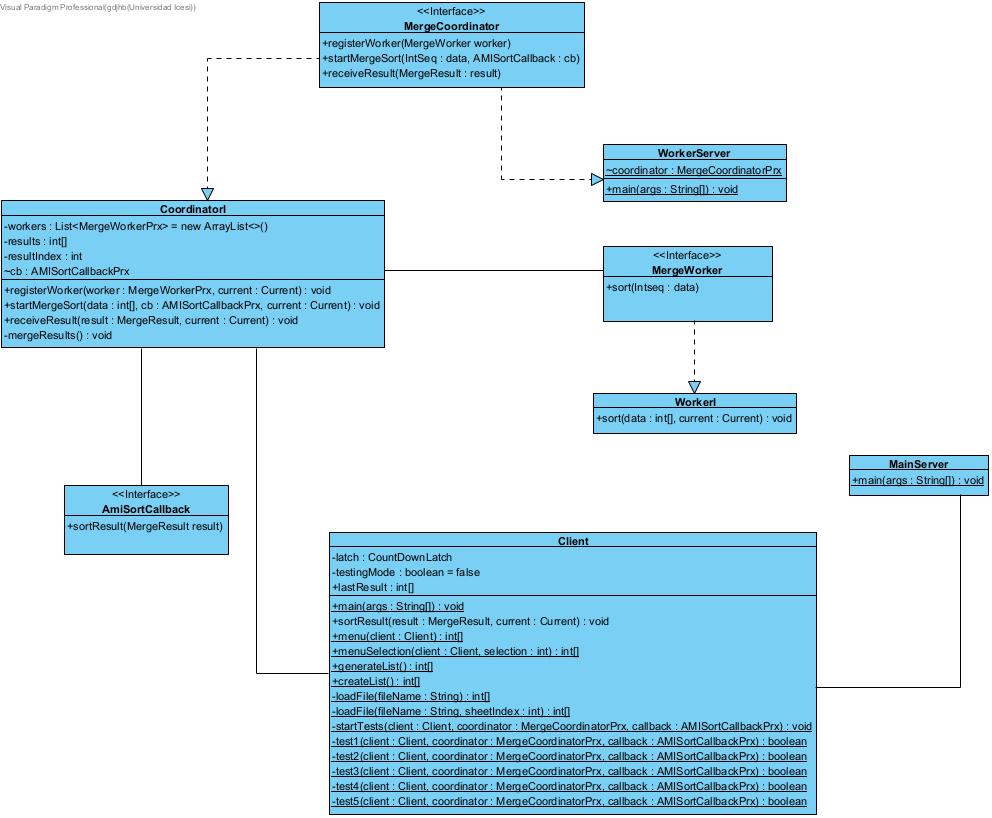 Visual Paradigm Professional(gdjhb(Universidad Icesi))
<<Interface>>
MergeCoordinator
+registerWorker(MergeWorker worker)
+startMergeSort(IntSeq : data, AMISortCallback : cb)
+receiveResult(MergeResult : result)
WorkerServer
~coordinator : MergeCoordinatorPrx
+main(args : String[]) : void
CoordinatorI
-workers : List<MergeWorkerPrx> = new ArrayList<>()
-results : int[]
-resultIndex : int
~cb : AMISortCallbackPrx
+registerWorker(worker : MergeWorkerPrx, current : Current) : void
+startMergeSort(data : int[], cb : AMISortCallbackPrx, current : Current) : void
+receiveResult(result : MergeResult, current : Current) : void
-mergeResults() : void
<<Interface>>
MergeWorker
+sort(Intseq : data)
WorkerI
+sort(data : int[], current : Current) : void
MainServer
+main(args : String[]) : void
<<Interface>>
AmiSortCallback
+sortResult(MergeResult result)
Client
-latch : CountDownLatch
-testingMode : boolean = false
+lastResult : int[]
+main(args : String[]) : void
+sortResult(result : MergeResult, current : Current) : void
+menu(client : Client) : int[]
+menuSelection(client : Client, selection : int) : int[]
+generateList() : int[]
+createList() : int[]
-loadFile(fileName : String) : int[]
-loadFile(fileName : String, sheetIndex : int) : int[]
-startTests(client : Client, coordinator : MergeCoordinatorPrx, callback : AMISortCallbackPrx) : void
-test1(client : Client, coordinator : MergeCoordinatorPrx, callback : AMISortCallbackPrx) : boolean
-test2(client : Client, coordinator : MergeCoordinatorPrx, callback : AMISortCallbackPrx) : boolean
-test3(client : Client, coordinator : MergeCoordinatorPrx, callback : AMISortCallbackPrx) : boolean
-test4(client : Client, coordinator : MergeCoordinatorPrx, callback : AMISortCallbackPrx) : boolean
-test5(client : Client, coordinator : MergeCoordinatorPrx, callback : AMISortCallbackPrx) : boolean